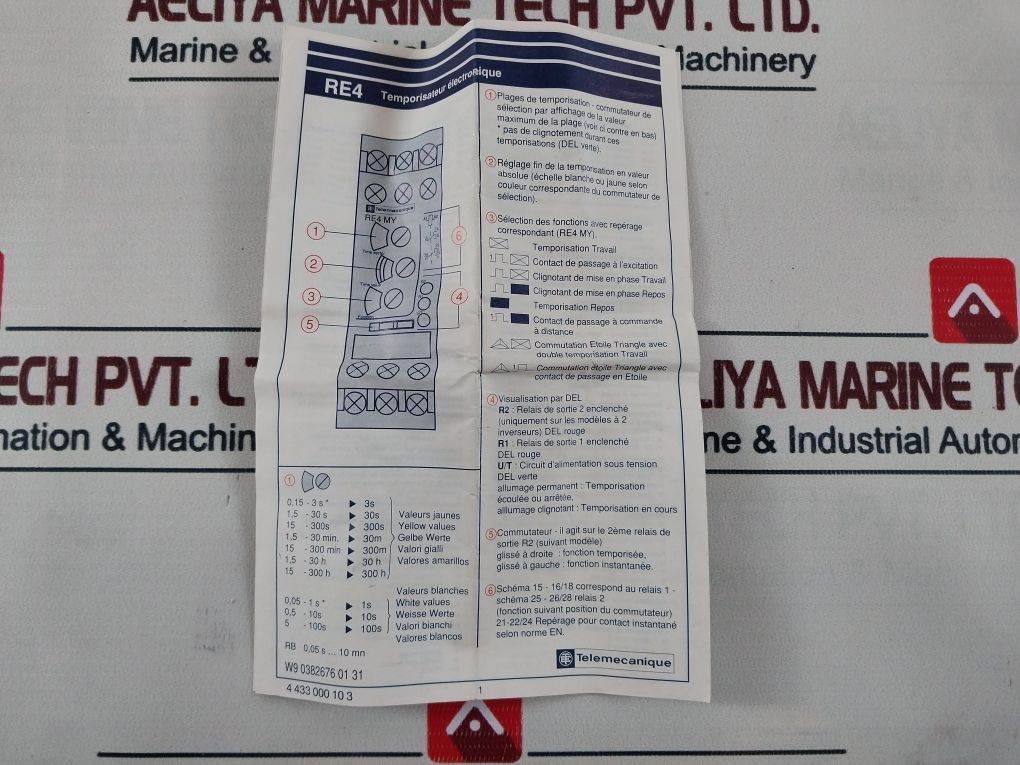 AEGIYA MARINE TECH PVT. LTD.
Marine &
Machinery
ECH PVT. LT
mation & Machin
LIYA MARINE TE
ne & Industrial Autom
RE4 Temporisateur électronique
Telemecanique
RE4 MY
1
2
3
5
6
4
1 Plages de temporisation - commutateur de
sélection par affichage de la valeur
maximum de la plage (voir ci contre en bas)
* pas de clignotement durant ces
temporisations (DEL verte).
2 Réglage fin de la temporisation en valeur
absolue (échelle blanche ou jaune selon
couleur correspondante du commutateur de
sélection).
3 Sélection des fonctions avec repérage
correspondant (RE4 MY).
Temporisation Travail
Contact de passage à l'excitation
Clignotant de mise en phase Travail
Clignotant de mise en phase Repos
Temporisation Repos
Contact de passage à commande
à distance
Commutation Etoile Triangle avec
double temporisation Travail
Commutation étoile Triangle avec
contact de passage en Etoile
4 Visualisation par DEL
R2 : Relais de sortie 2 enclenché
(uniquement sur les modèles à 2
inverseurs) DEL rouge
R1 : Relais de sortie 1 enclenché
DEL rouge
U/T : Circuit d'alimentation sous tension
DEL verte
allumage permanent : Temporisation
écoulée ou arrêtée,
alllumage clignotant : Temporisation en cours
5 Commutateur - il agit sur le 2ème relais de
sortie R2 (suivant modèle)
glissé à droite : fonction temporisée,
glissé à gauche : fonction instantanée.
6 Schéma 15 - 16/18 correspond au relais 1 -
schéma 25 - 26/28 relais 2
(fonction suivant position du commutateur)
21-22/24 Repérage pour contact instantané
selon norme EN.
Telemecanique
1
0,15 - 3 s * ▶ 3s
1,5 - 30 s ▶ 30s Valeurs jaunes
15 - 300s ▶ 300s Yellow values
1,5 - 30 min. ▶ 30m Gelbe Werte
15 - 300 min ▶ 300m Valori gialli
1,5 - 30 h ▶ 30 h Valores amarillos
15 - 300 h ▶ 300 h
Valeurs blanches
0,05 - 1 s * ▶ 1s White values
0,5 - 10s ▶ 10s Weisse Werte
5 - 100s ▶ 100s Valori bianchi
Valores blancos
RB 0,05 s ... 10 mn
W9 0382676 01 31
4 433 000 10 3
1